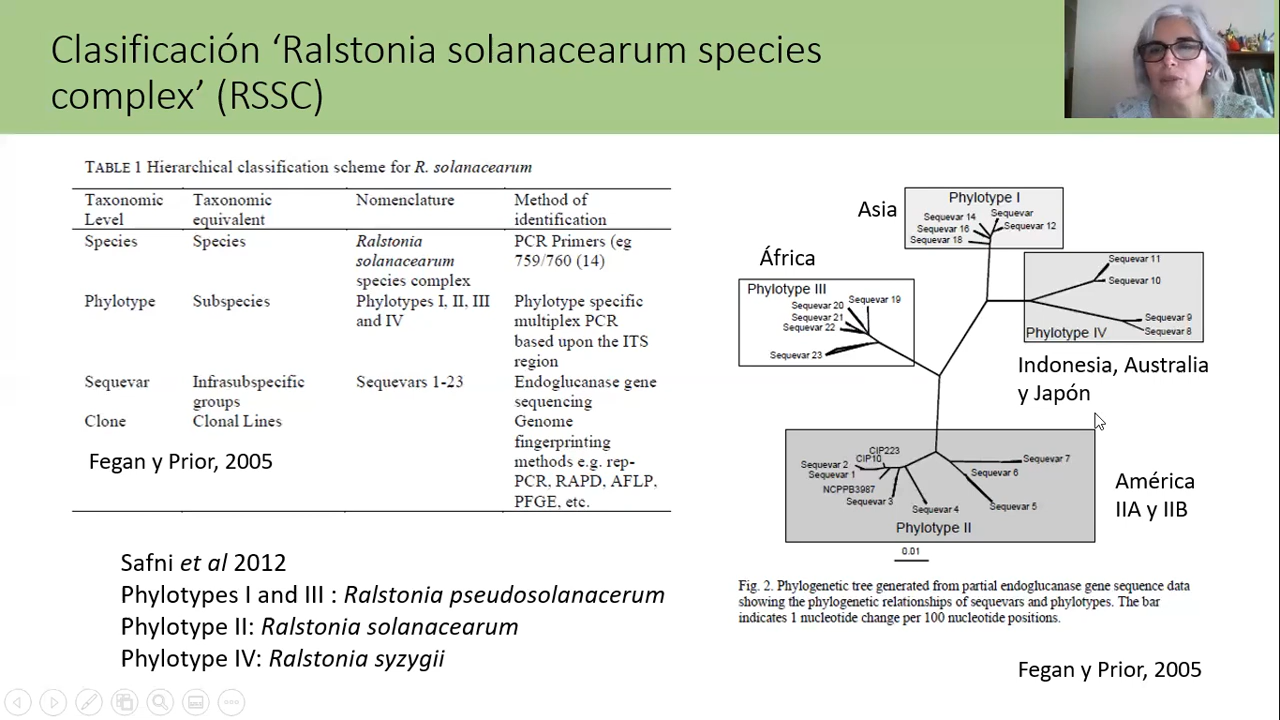 Clasificación ‘Ralstonia solanacearum species
complex’ (RSSC)
TABLE 1 Hierarchical classification scheme for R. solanacearum
Taxonomic Level Taxonomic equivalent Nomenclature Method of identification
Species Species Ralstonia solanacearum species complex PCR Primers (eg 759/760 (14)
Phylotype Subspecies Phylotypes I, II, III and IV Phylotype specific multiplex PCR based upon the ITS region
Sequevar Infrasubspecific groups Sequevars 1-23 Endoglucanase gene sequencing
Clone Clonal Lines Genome fingerprinting methods e.g. rep-PCR, RAPD, AFLP, PFGE, etc.
Fegan y Prior, 2005
Safni et al 2012
Phylotypes I and III : Ralstonia pseudosolanacerum
Phylotype II: Ralstonia solanacearum
Phylotype IV: Ralstonia syzygii
Asia
Phylotype I
Sequevar 14
Sequevar
Sequevar 16
Sequevar 12
Sequevar 18
África
Phylotype III
Sequevar 20
Sequevar 19
Sequevar 21
Sequevar 22
Sequevar 23
Sequevar 11
Sequevar 10
Sequevar 9
Sequevar 8
Phylotype IV
Indonesia, Australia
y Japón
CIP223
CIP10
Sequevar 2
Sequevar 1
NCPPB3987
Sequevar 3
Sequevar 4
Sequevar 7
Sequevar 6
Sequevar 5
Phylotype II
América
IIA y IIB
0.01
Fig. 2. Phylogenetic tree generated from partial endoglucanase gene sequence data
showing the phylogenetic relationships of sequevars and phylotypes. The bar
indicates 1 nucleotide change per 100 nucleotide positions.
Fegan y Prior, 2005